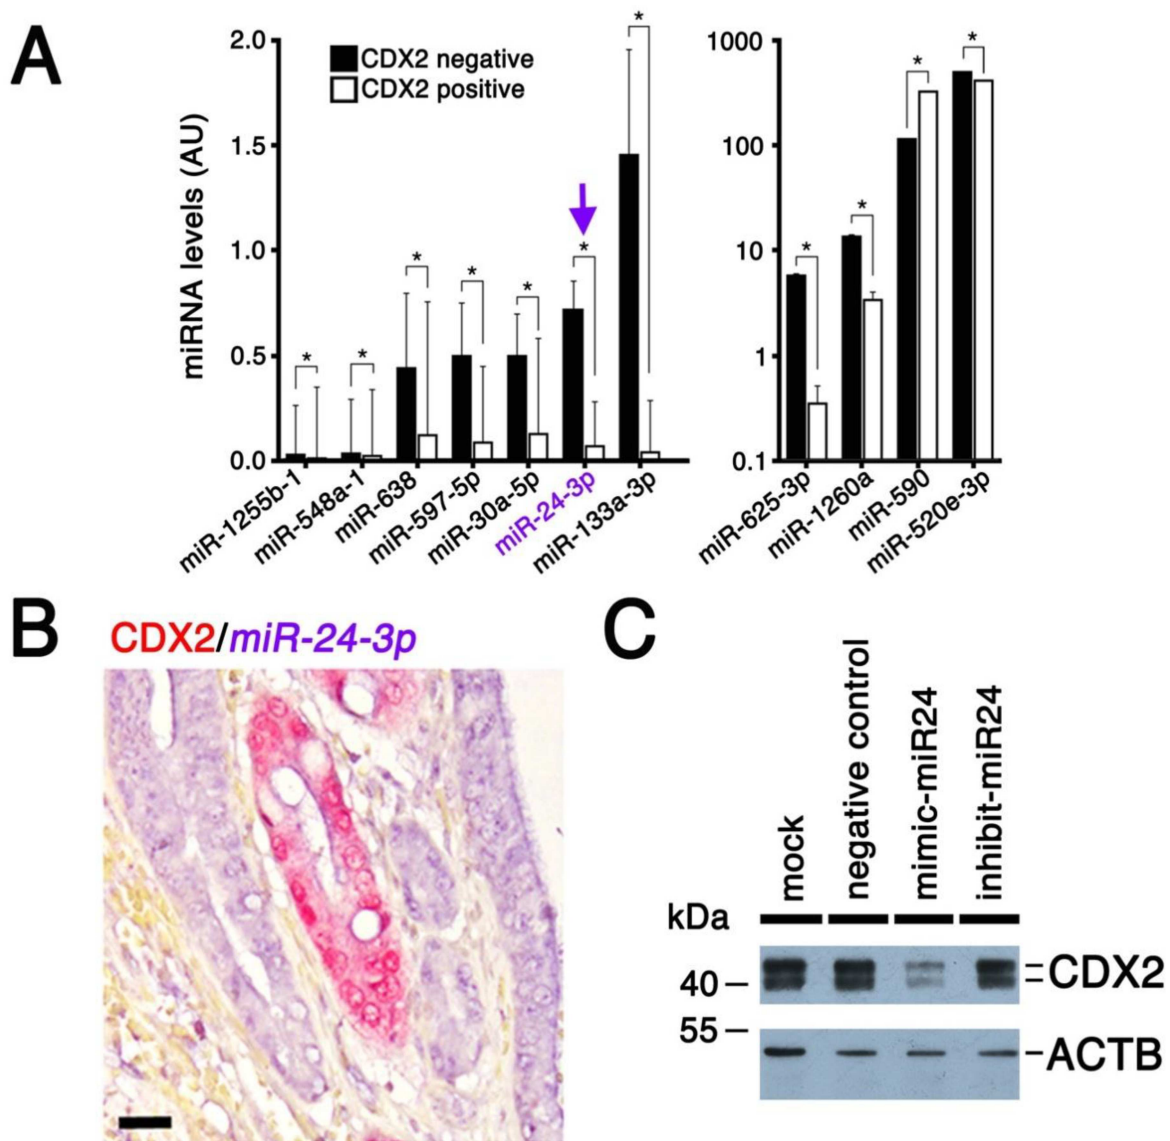 A
miRNA levels (AU)
2.0
1.5
1.0
0.5
0.0
CDX2 negative
CDX2 positive
*
*
*
*
*
*
*
miR-1255b-1
miR-548a-1
miR-638
miR-597-5p
miR-30a-5p
miR-24-3p
miR-133a-3p
1000
100
10
1
0.1
*
*
*
*
miR-625-3p
miR-1260a
miR-590
miR-520e-3p
B
CDX2/miR-24-3p
C
mock
negative control
mimic-miR24
inhibit-miR24
kDa
40
CDX2
55
ACTB